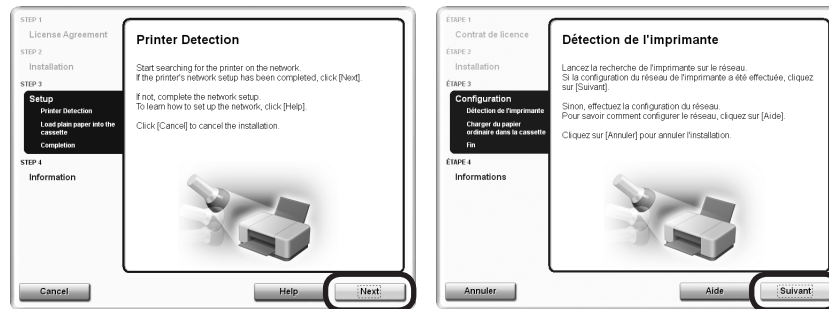 STEP 1
License Agreement
STEP 2
Installation
STEP 3
Setup
Printer Detection
Load plain paper into the
cassette
Completion
STEP 4
Information
Printer Detection
Start searching for the printer on the network.
If the printer's network setup has been completed, click [Next].
If not, complete the network setup.
To learn how to set up the network, click [Help].
Click [Cancel] to cancel the installation.
Cancel
Help
Next
ÉTAPE 1
Contrat de licence
ÉTAPE 2
Installation
ÉTAPE 3
Configuration
Détection de l'imprimante
Charger du papier
ordinaire dans la cassette
Fin
ÉTAPE 4
Informations
Détection de l'imprimante
Lancez la recherche de l'imprimante sur le réseau.
Si la configuration du réseau de l'imprimante a été effectuée, cliquez
sur [Suivant].
Sinon, effectuez la configuration du réseau.
Pour savoir comment configurer le réseau, cliquez sur [Aide].
Cliquez sur [Annuler] pour annuler l'installation.
Annuler
Aide
Suivant